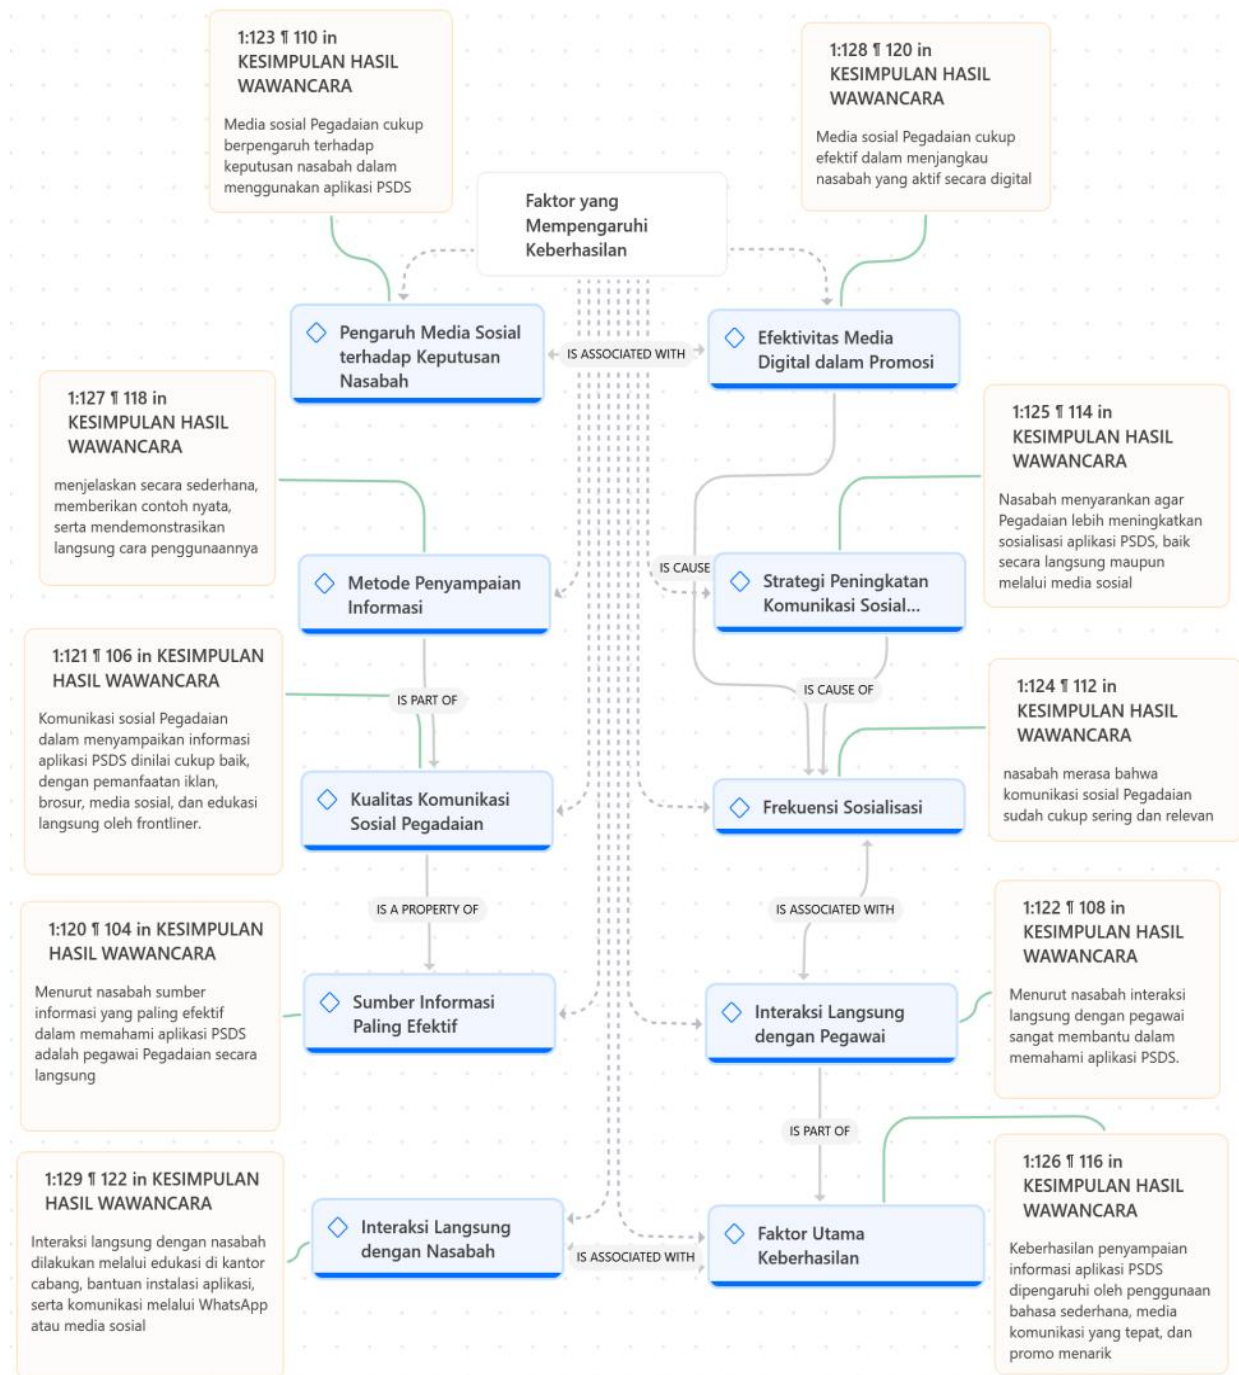 1:123 ¶ 110 in
KESIMPULAN HASIL
WAWANCARA
Media sosial Pegadaian cukup
berpengaruh terhadap
keputusan nasabah dalam
menggunakan aplikasi PSDS
1:128 ¶ 120 in
KESIMPULAN HASIL
WAWANCARA
Media sosial Pegadaian cukup
efektif dalam menjangkau
nasabah yang aktif secara digital
Faktor yang
Mempengaruhi
Keberhasilan
Pengaruh Media Sosial
terhadap Keputusan
Nasabah
IS ASSOCIATED WITH
Efektivitas Media
Digital dalam Promosi
1:127 ¶ 118 in
KESIMPULAN HASIL
WAWANCARA
menjelaskan secara sederhana,
memberikan contoh nyata,
serta mendemonstrasikan
langsung cara penggunaannya
1:125 ¶ 114 in
KESIMPULAN HASIL
WAWANCARA
Nasabah menyarankan agar
Pegadaian lebih meningkatkan
sosialisasi aplikasi PSDS, baik
secara langsung maupun
melalui media sosial
Metode Penyampaian
Informasi
IS CAUSE
Strategi Peningkatan
Komunikasi Sosial...
1:121 ¶ 106 in KESIMPULAN
HASIL WAWANCARA
Komunikasi sosial Pegadaian
dalam menyampaikan informasi
aplikasi PSDS dinilai cukup baik,
dengan pemanfaatan iklan,
brosur, media sosial, dan edukasi
langsung oleh frontliner.
IS PART OF
IS CAUSE OF
1:124 ¶ 112 in
KESIMPULAN HASIL
WAWANCARA
nasabah merasa bahwa
komunikasi sosial Pegadaian
sudah cukup sering dan relevan
Kualitas Komunikasi
Sosial Pegadaian
Frekuensi Sosialisasi
IS A PROPERTY OF
IS ASSOCIATED WITH
1:120 ¶ 104 in KESIMPULAN
HASIL WAWANCARA
Menurut nasabah sumber
informasi yang paling efektif
dalam memahami aplikasi PSDS
adalah pegawai Pegadaian secara
langsung
1:122 ¶ 108 in
KESIMPULAN HASIL
WAWANCARA
Menurut nasabah interaksi
langsung dengan pegawai
sangat membantu dalam
memahami aplikasi PSDS.
Sumber Informasi
Paling Efektif
Interaksi Langsung
dengan Pegawai
IS PART OF
1:129 ¶ 122 in KESIMPULAN
HASIL WAWANCARA
Interaksi langsung dengan nasabah
dilakukan melalui edukasi di kantor
cabang, bantuan instalasi aplikasi,
serta komunikasi melalui WhatsApp
atau media sosial
Interaksi Langsung
dengan Nasabah
IS ASSOCIATED WITH
Faktor Utama
Keberhasilan
1:126 ¶ 116 in
KESIMPULAN HASIL
WAWANCARA
Keberhasilan penyampaian
informasi aplikasi PSDS
dipengaruhi oleh penggunaan
bahasa sederhana, media
komunikasi yang tepat, dan
promo menarik